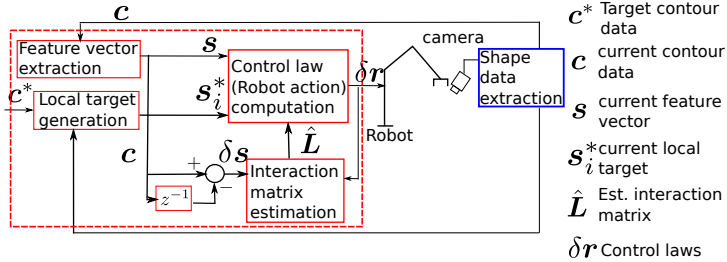 c
Feature vector
extraction
s
Control law
(Robot action)
computation
δr
camera
Shape
data
extraction
c*
Local target
generation
s_i^*
Robot
c
δs
L̂
+
−
z^{-1}
Interaction
matrix
estimation
c* Target contour
data
c current contour
data
s current feature
vector
s_i^* current local
target
L̂ Est. interaction
matrix
δr Control laws